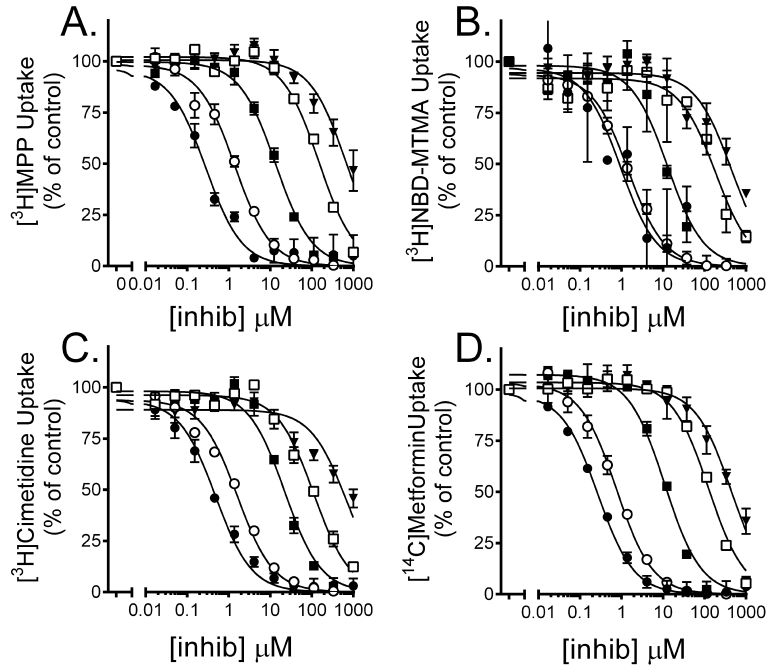 A.
[³H]MPP Uptake
(% of control)
100
75
50
25
0
0 0.01 0.1 1 10 100 1000
[inhib] μM
B.
[³H]NBD-MTMA Uptake
(% of control)
100
75
50
25
0
0 0.01 0.1 1 10 100 1000
[inhib] μM
C.
[³H]Cimetidine Uptake
(% of control)
100
75
50
25
0
0.01 0.1 1 10 100 1000
[inhib] μM
D.
[¹⁴C]MetforminUptake
(% of control)
100
75
50
25
0
0.01 0.1 1 10 100 1000
[inhib] μM